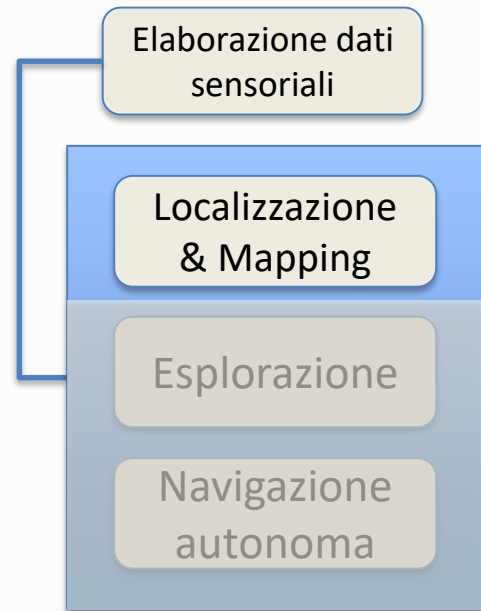 Elaborazione dati
sensoriali
Localizzazione
& Mapping
Esplorazione
Navigazione
autonoma